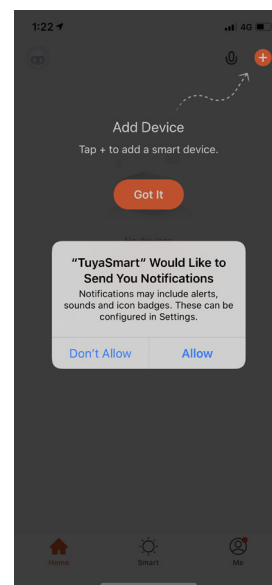 1:22
4G
Add Device
Tap + to add a smart device.
Got It
“TuyaSmart” Would Like to
Send You Notifications
Notifications may include alerts,
sounds and icon badges. These can be
configured in Settings.
Don’t Allow
Allow
Home
Smart
Me